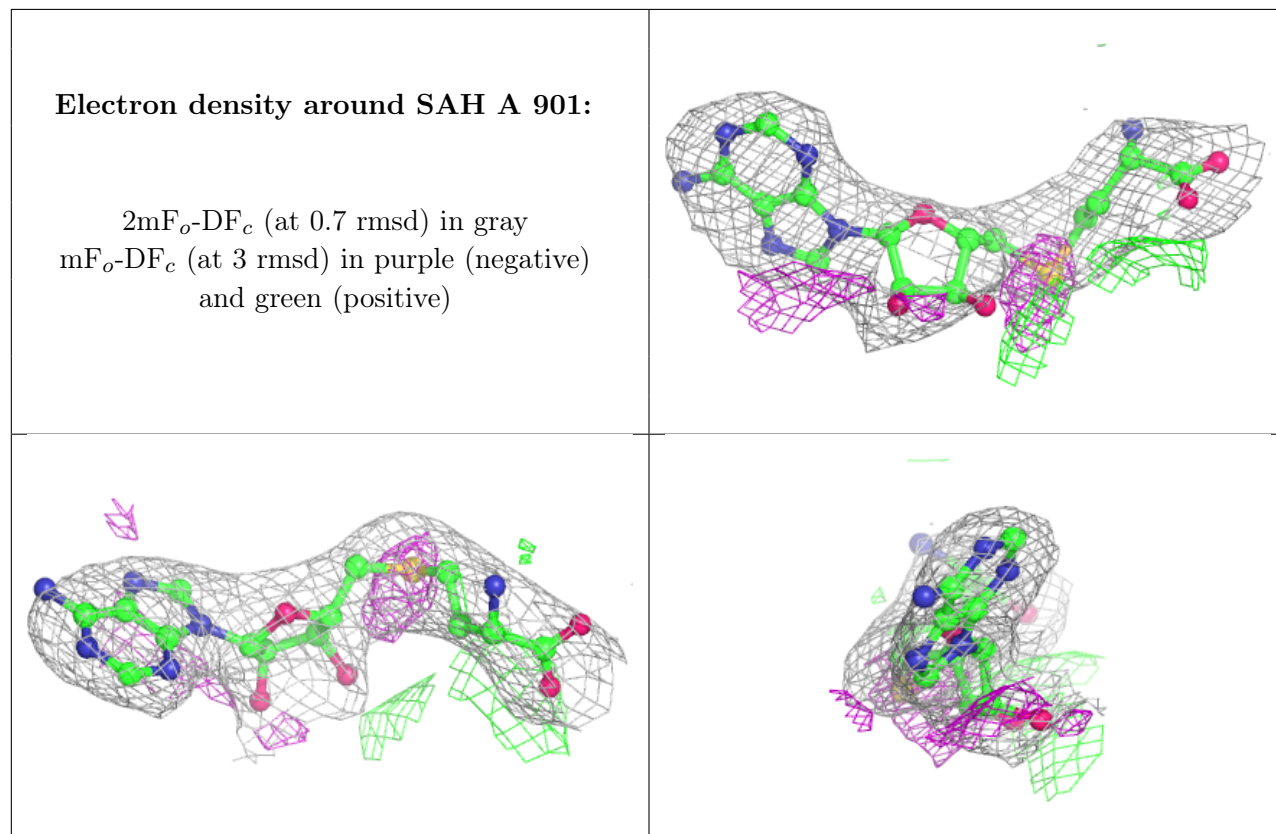 Electron density around SAH A 901:
2mFo-DFc (at 0.7 rmsd) in gray
mFo-DFc (at 3 rmsd) in purple (negative)
and green (positive)